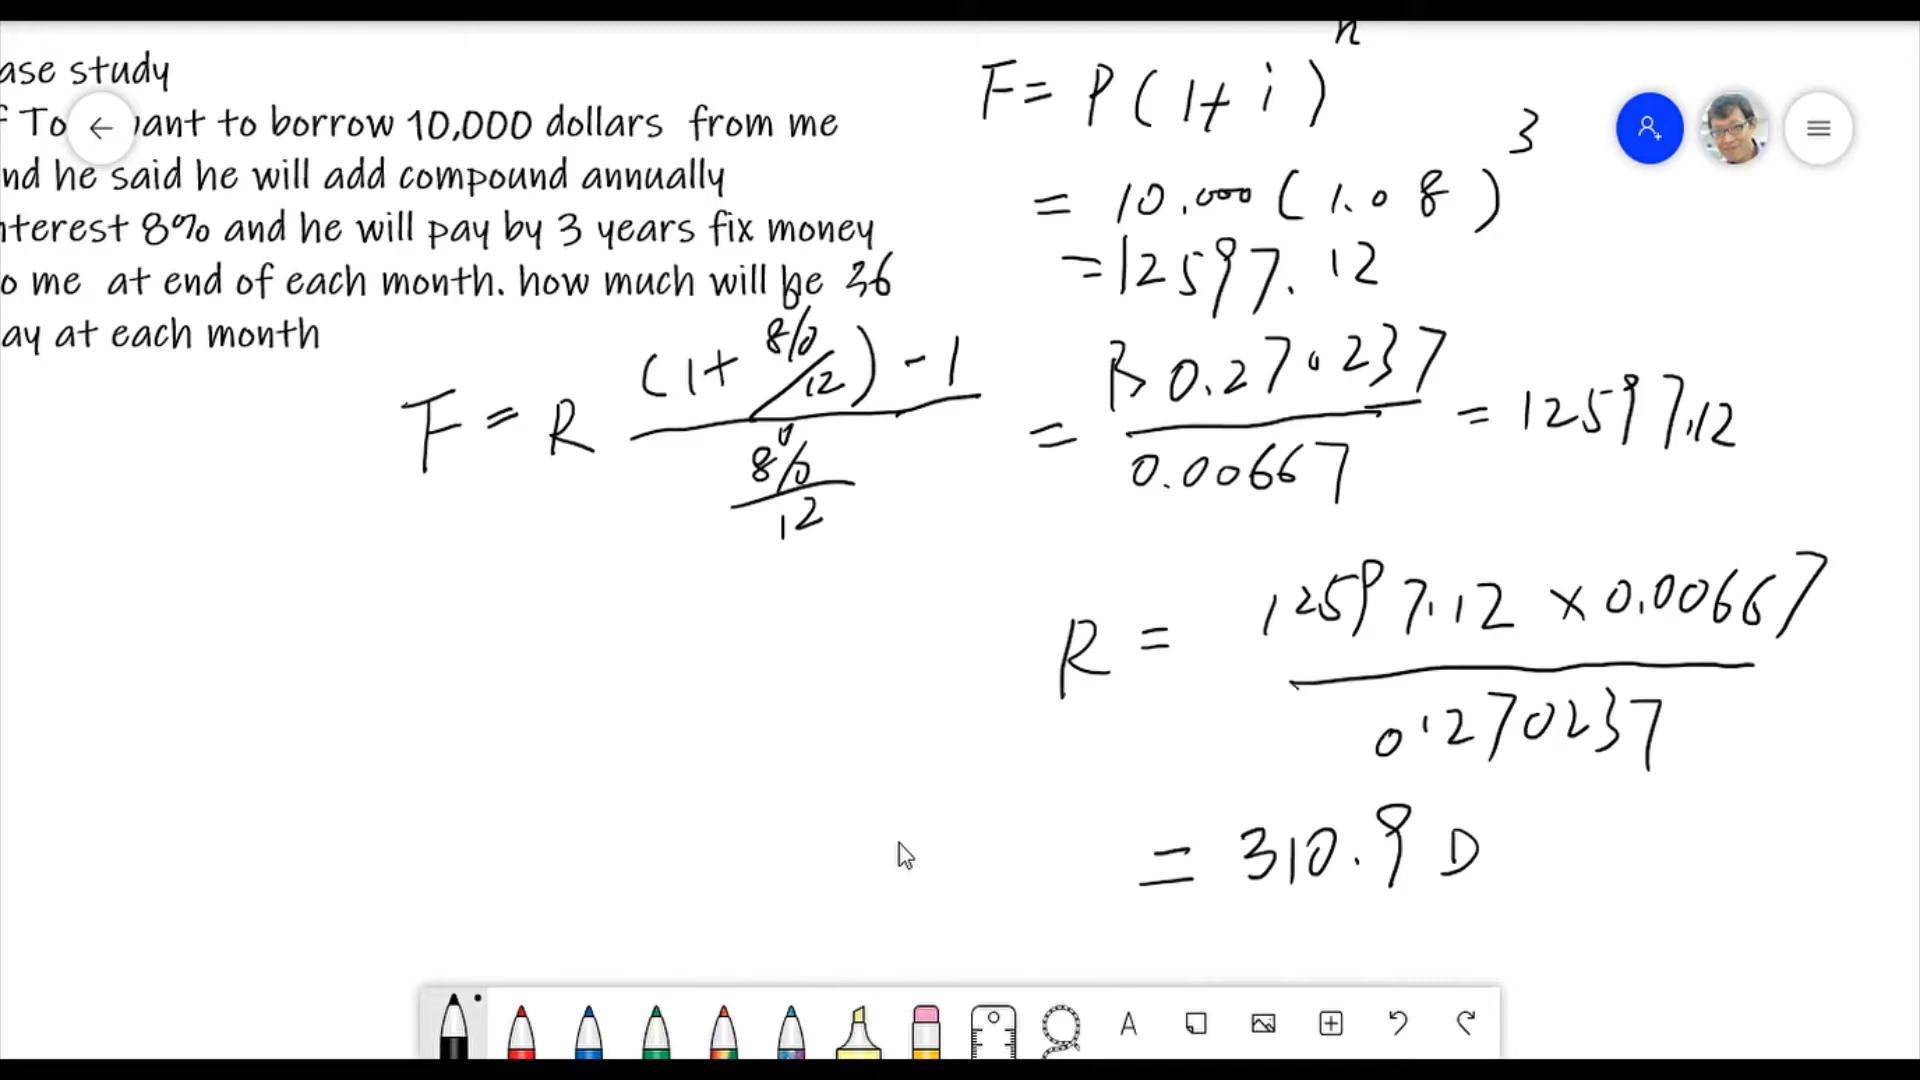 ase study
To ant to borrow 10,000 dollars from me
nd he said he will add compound annually
nterest 8% and he will pay by 3 years fix money
o me at end of each month. how much will be
ay at each month
F = P(1+i)^n
= 10.000(1.08)^3
= 12597.12
36
F = R (1+ 8%/12) - 1
8%
12
= R 0.270237 = 12597.12
0.00667
R = 12597.12 x 0.00667
0.270237
= 310.9 D
A